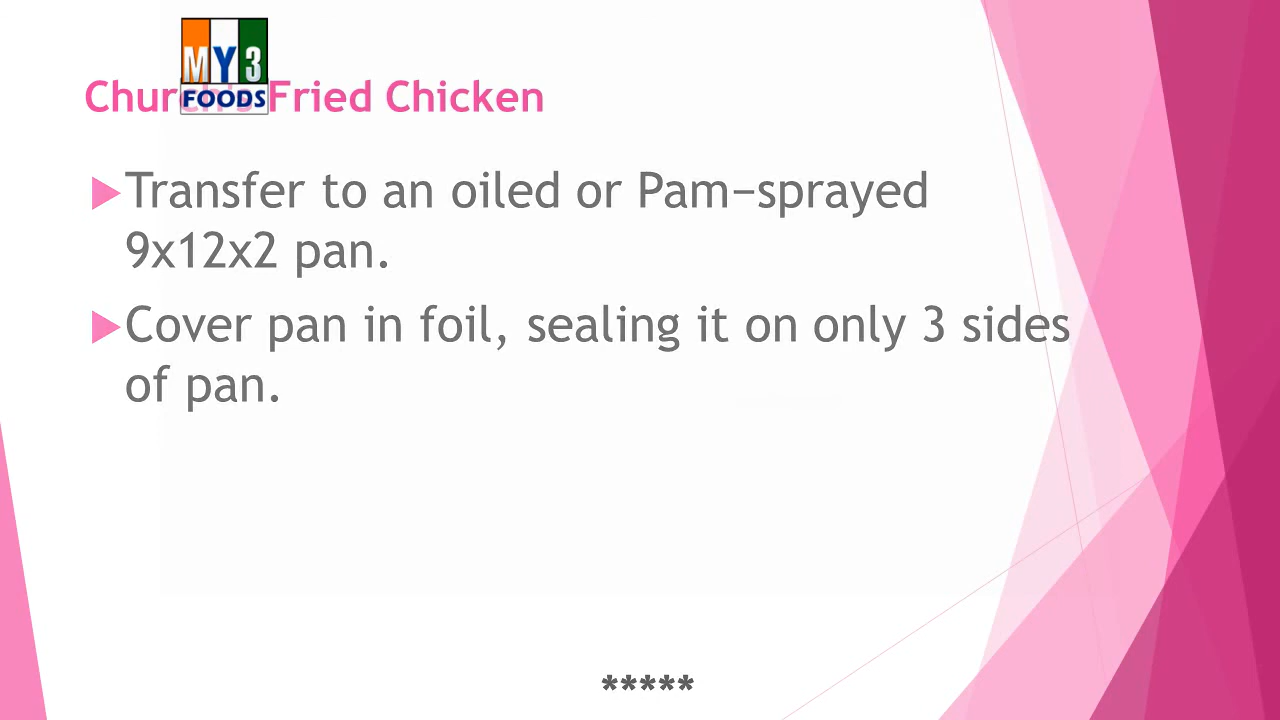 MY3
FOODS
Church's Fried Chicken
Transfer to an oiled or Pam−sprayed
9x12x2 pan.
Cover pan in foil, sealing it on only 3 sides
of pan.
*****